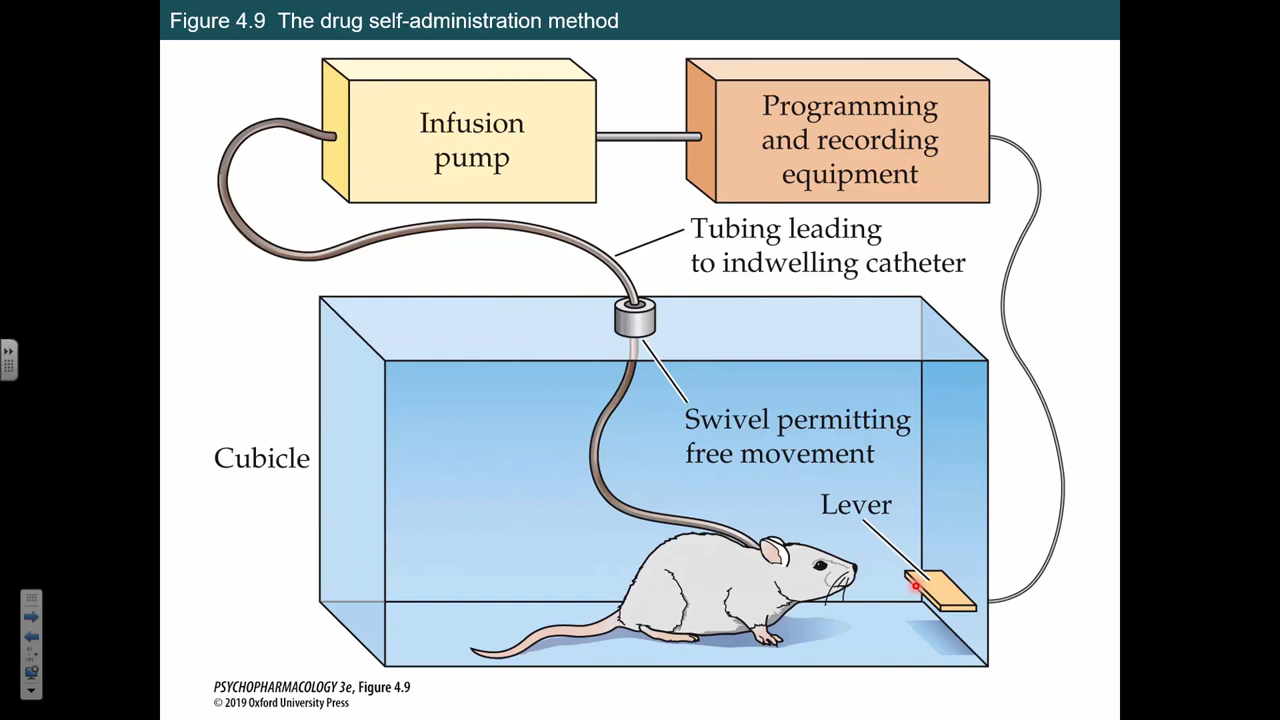 Figure 4.9 The drug self-administration method
Infusion
pump
Programming
and recording
equipment
Tubing leading
to indwelling catheter
Swivel permitting
free movement
Cubicle
Lever
PSYCHOPHARMACOLOGY 3e, Figure 4.9
© 2019 Oxford University Press